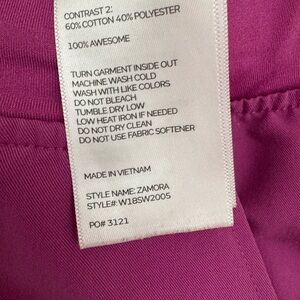 CONTRAST 2:
60% COTTON 40% POLYESTER
100% AWESOME
TURN GARMENT INSIDE OUT
MACHINE WASH COLD
WASH WITH LIKE COLORS
DO NOT BLEACH
TUMBLE DRY LOW
LOW HEAT IRON IF NEEDED
DO NOT DRY CLEAN
DO NOT USE FABRIC SOFTENER
MADE IN VIETNAM
STYLE NAME: ZAMORA
STYLE#: W18SW200S
PO# 3121